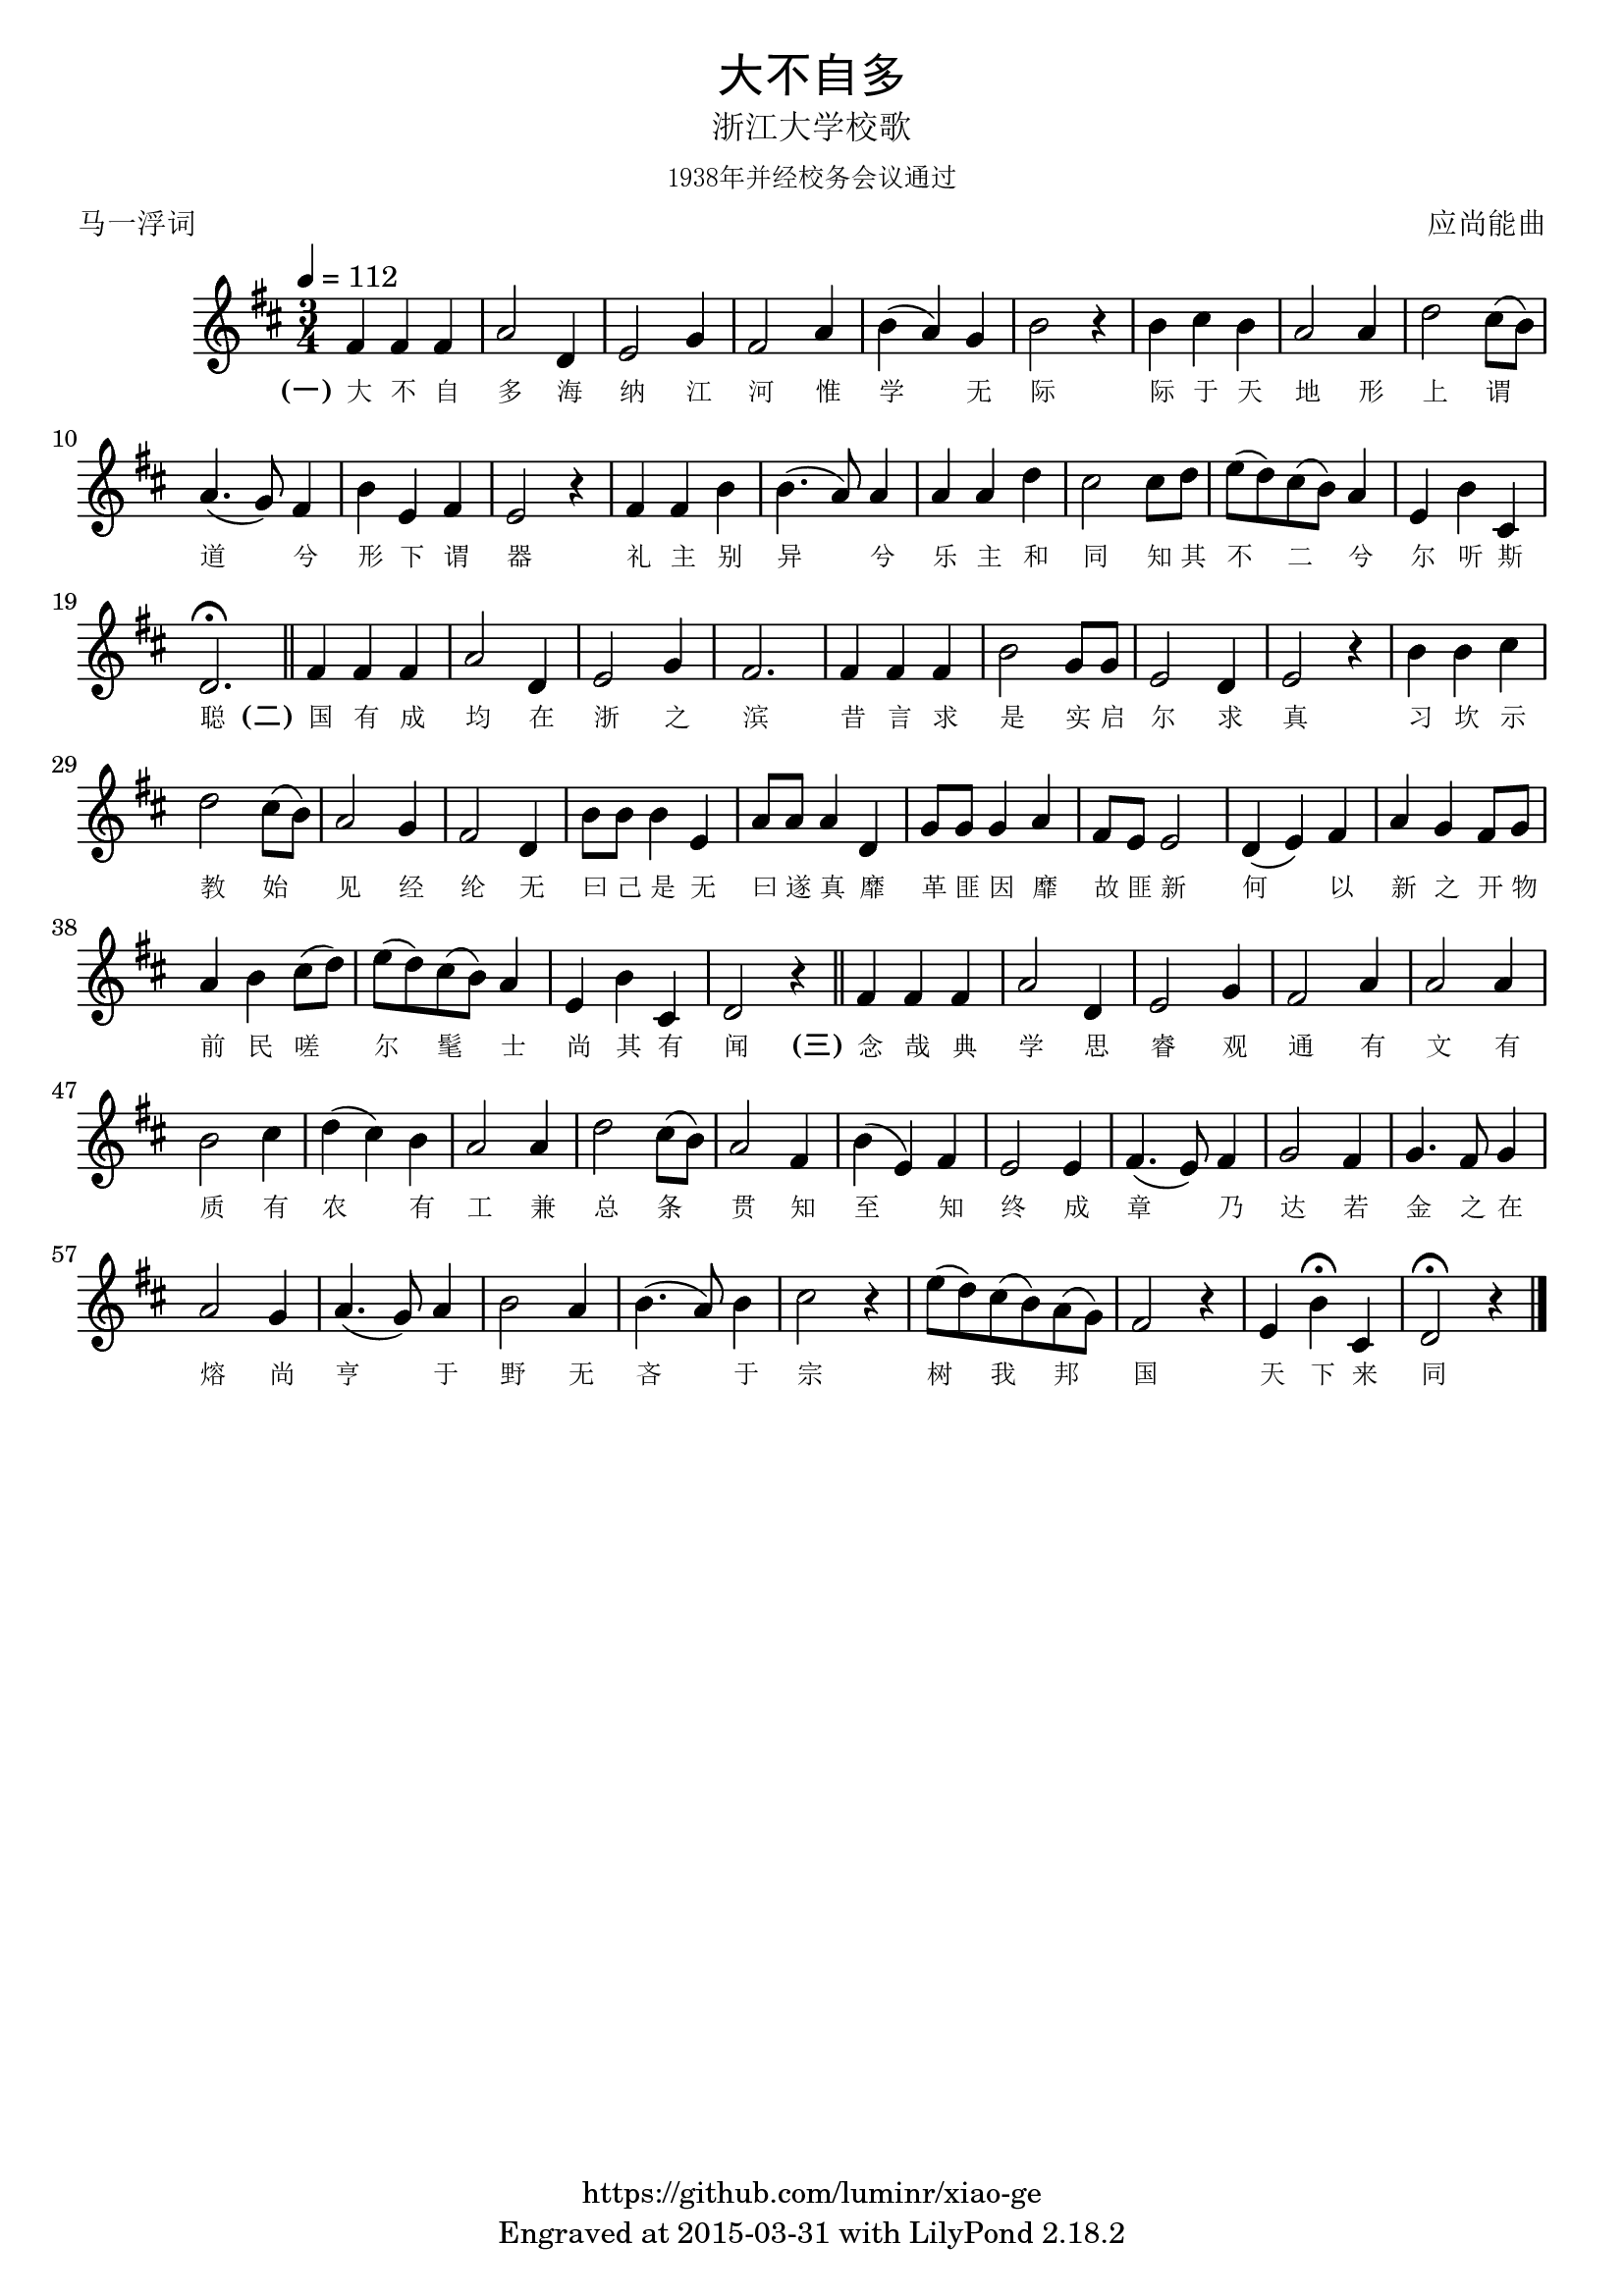 大不自多
浙江大学校歌
1938年并经校务会议通过
马一浮词 应尚能曲
♩ = 112
3/4
(一) 大 不 自 多 海 纳 江 河 惟 学 无 际 际 于 天 地 形 上 谓
10
道 兮 形 下 谓 器 礼 主 别 异 兮 乐 主 和 同 知 其 不 二 兮 尔 听 斯
19
聪 (二) 国 有 成 均 在 浙 之 滨 昔 言 求 是 实 启 尔 求 真 习 坎 示
29
教 始 见 经 纶 无 曰 己 是 无 曰 遂 真 靡 革 匪 因 靡 故 匪 新 何 以 新 之 开 物
38
前 民 嗟 尔 髦 士 尚 其 有 闻 (三) 念 哉 典 学 思 睿 观 通 有 文 有
47
质 有 农 有 工 兼 总 条 贯 知 至 知 终 成 章 乃 达 若 金 之 在
57
熔 尚 亨 于 野 无 吝 于 宗 树 我 邦 国 天 下 来 同
https://github.com/luminr/xiao-ge
Engraved at 2015-03-31 with LilyPond 2.18.2